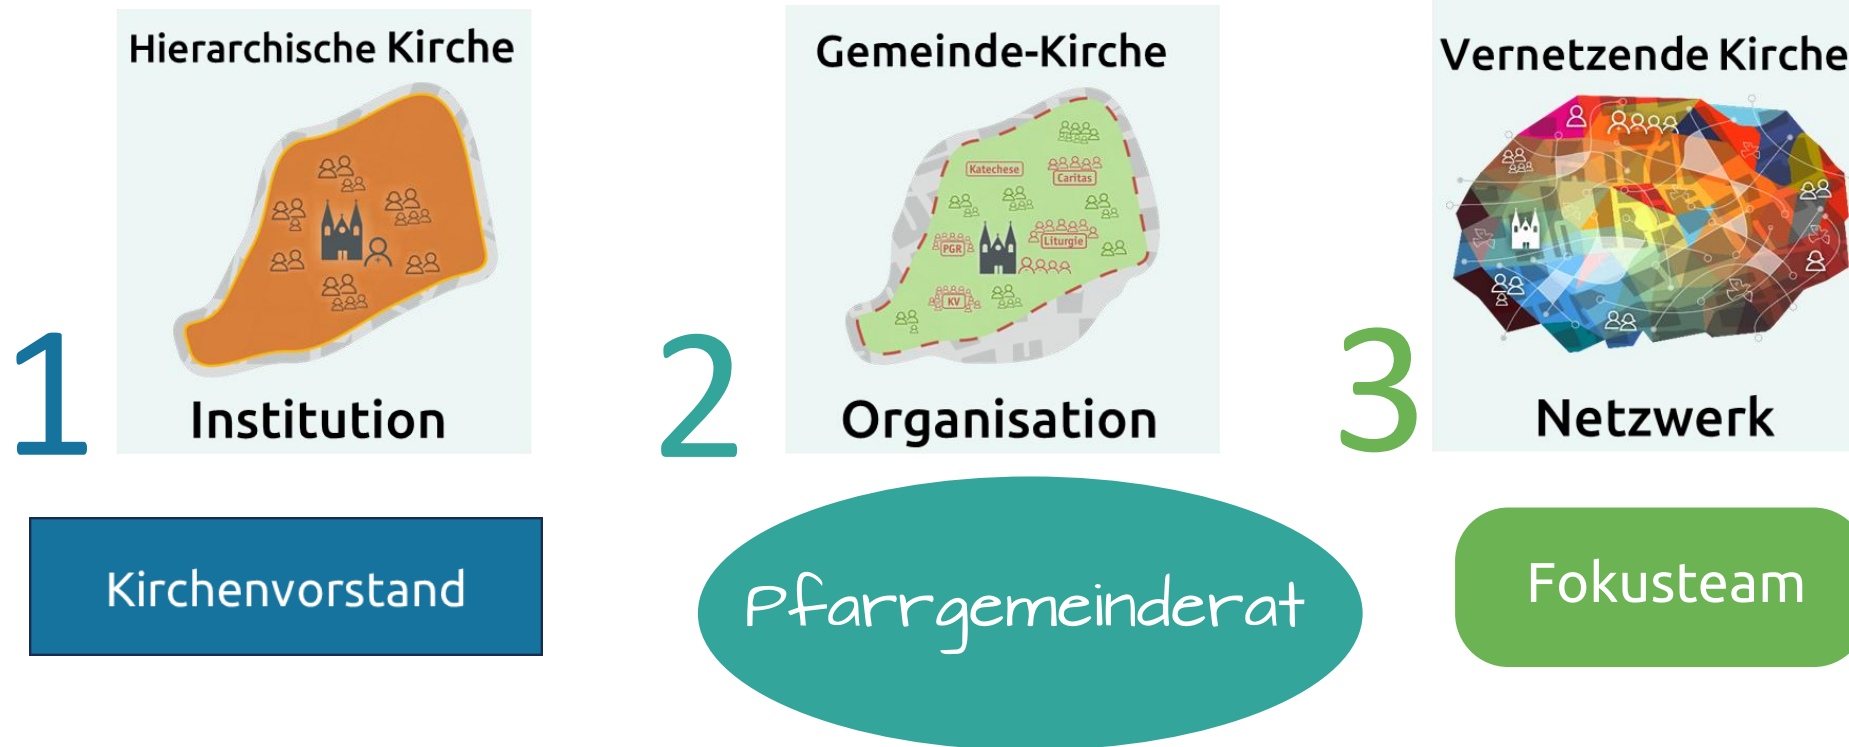 Hierarchische Kirche
1
Institution
Kirchenvorstand
Gemeinde-Kirche
Katechese
Caritas
PGR
Liturgie
KV
2
Organisation
Pfarrgemeinderat
Vernetzende Kirche
3
Netzwerk
Fokusteam